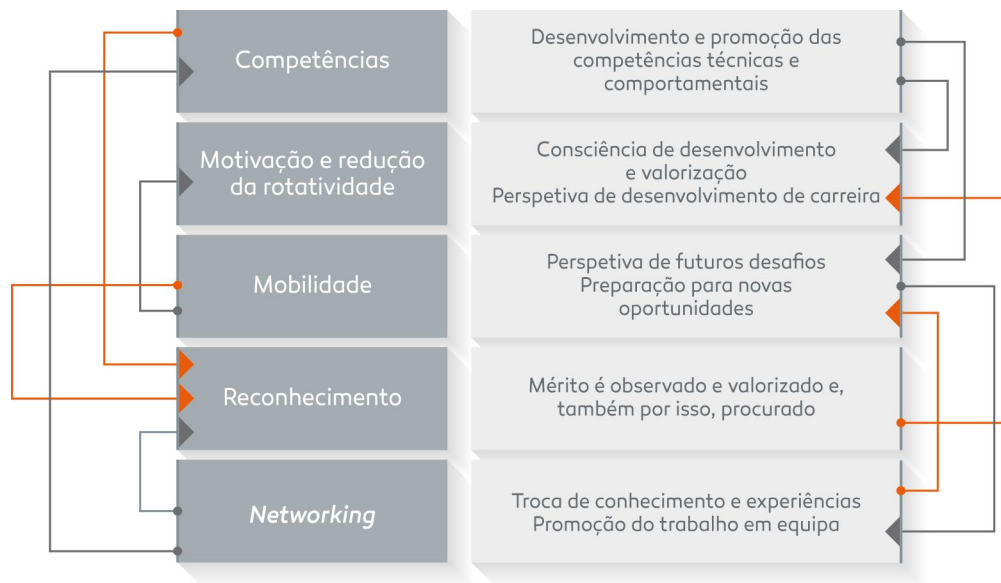 Competências
Desenvolvimento e promoção das
competências técnicas e
comportamentais
Motivação e redução
da rotatividade
Consciência de desenvolvimento
e valorização
Perspetiva de desenvolvimento de carreira
Mobilidade
Perspetiva de futuros desafios
Preparação para novas
oportunidades
Reconhecimento
Mérito é observado e valorizado e,
também por isso, procurado
Networking
Troca de conhecimento e experiências
Promoção do trabalho em equipa